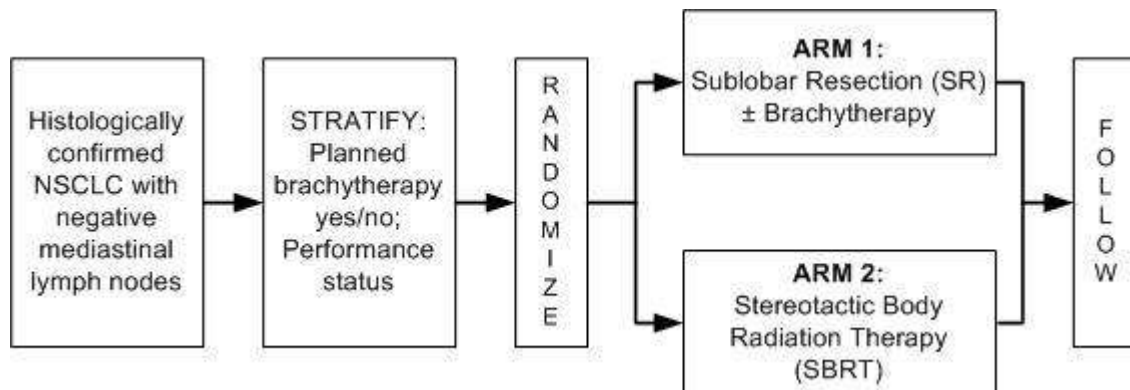 Histologically
confirmed
NSCLC with
negative
mediastinal
lymph nodes
STRATIFY:
Planned
brachytherapy
yes/no;
Performance
status
R
A
N
D
O
M
I
Z
E
ARM 1:
Sublobar Resection (SR)
± Brachytherapy
ARM 2:
Stereotactic Body
Radiation Therapy
(SBRT)
F
O
L
L
O
W